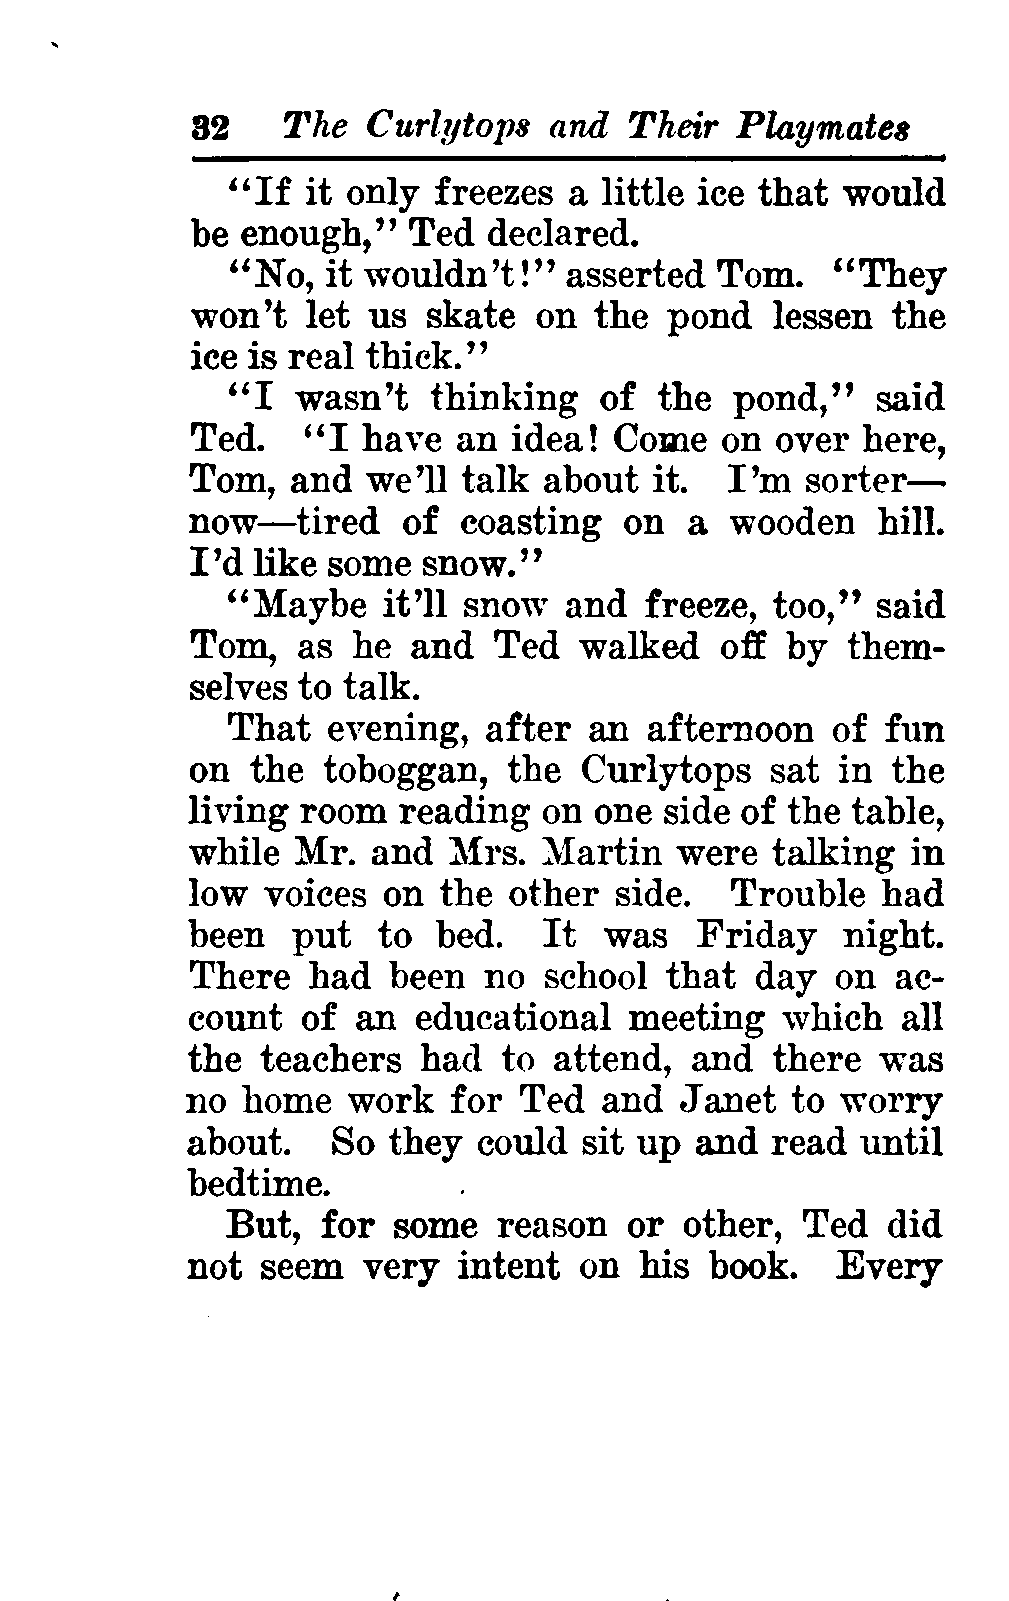 32 The Curlytops and Their Playmates
"If it only freezes a little ice that would
be enough," Ted declared.
"No, it wouldn't!" asserted Tom. "They
won't let us skate on the pond lessen the
ice is real thick."
"I wasn't thinking of the pond," said
Ted. "I have an idea! Come on over here,
Tom, and we'll talk about it. I'm sorter—
now—tired of coasting on a wooden hill.
I'd like some snow."
"Maybe it'll snow and freeze, too," said
Tom, as he and Ted walked off by them-
selves to talk.
That evening, after an afternoon of fun
on the toboggan, the Curlytops sat in the
living room reading on one side of the table,
while Mr. and Mrs. Martin were talking in
low voices on the other side. Trouble had
been put to bed. It was Friday night.
There had been no school that day on ac-
count of an educational meeting which all
the teachers had to attend, and there was
no home work for Ted and Janet to worry
about. So they could sit up and read until
bedtime.
But, for some reason or other, Ted did
not seem very intent on his book. Every